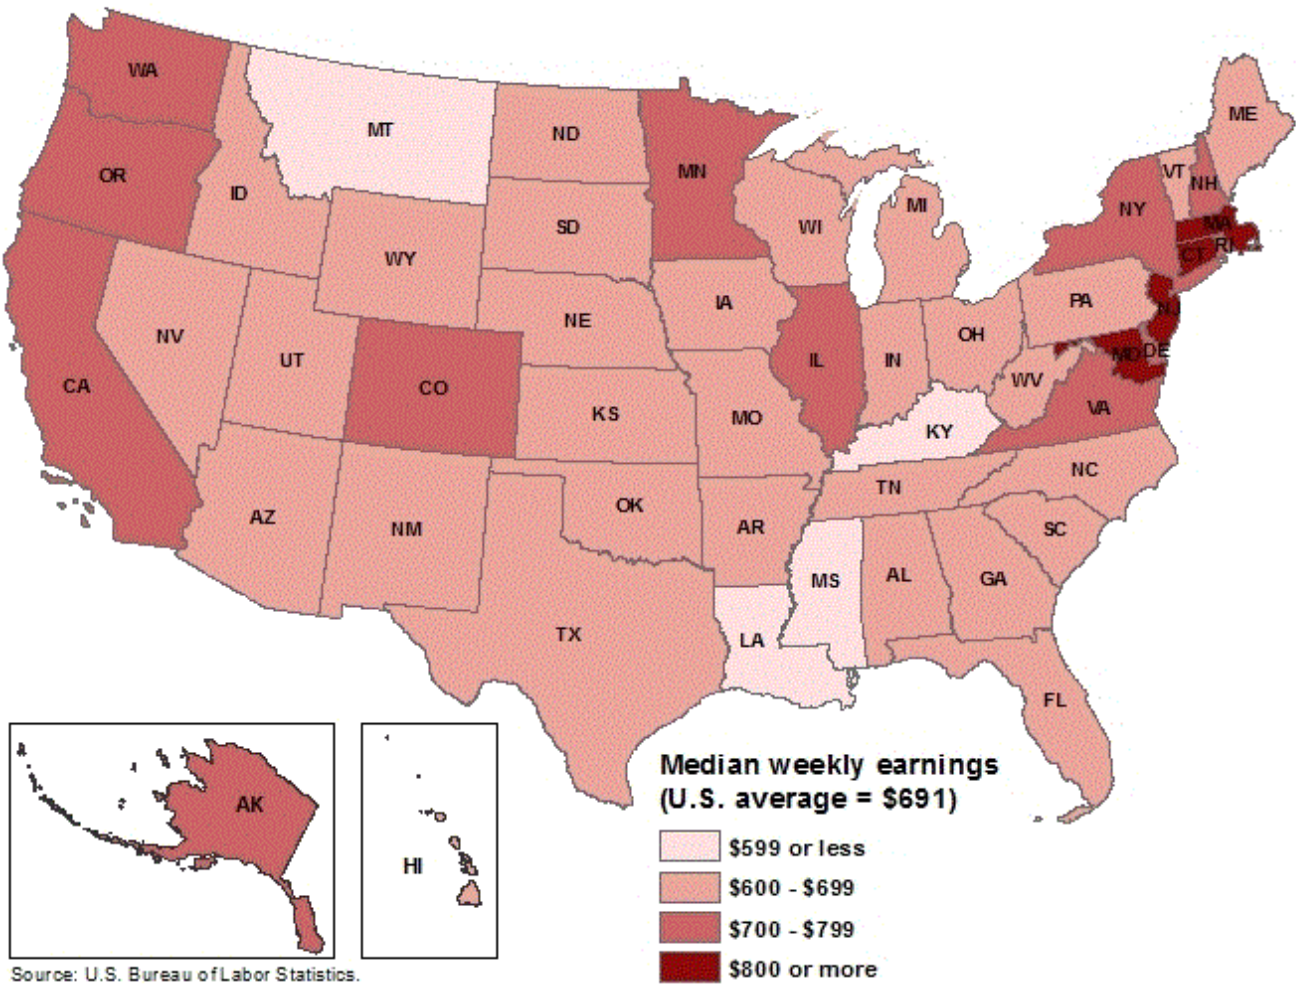 WA
MT
ND
MN
ME
OR
ID
SD
WI
MI
NY
VT
NH
MA
RI
CT
WY
IA
PA
NJ
NV
NE
OH
UT
CO
IL
IN
MD
DE
WV
CA
KS
MO
KY
VA
NC
TN
AZ
NM
OK
AR
SC
MS
AL
GA
TX
LA
FL
AK
HI
Median weekly earnings
(U.S. average = $691)
$599 or less
$600 - $699
$700 - $799
$800 or more
Source: U.S. Bureau of Labor Statistics.